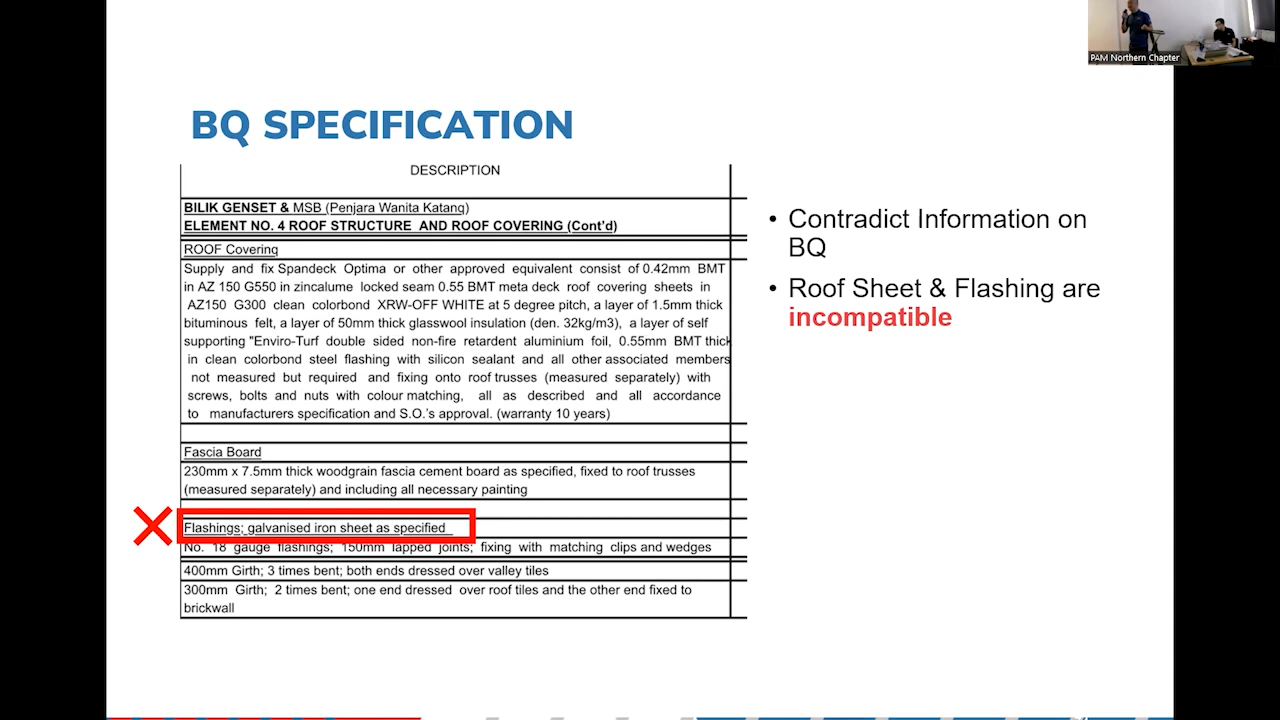 PAM Northern Chapter
BQ SPECIFICATION
DESCRIPTION
BILIK GENSET & MSB (Penjara Wanita Katanq)
ELEMENT NO. 4 ROOF STRUCTURE AND ROOF COVERING (Cont'd)
ROOF Covering
Supply and fix Spandeck Optima or other approved equivalent consist of 0.42mm BMT
in AZ 150 G550 in zincalume locked seam 0.55 BMT meta deck roof covering sheets in
AZ150 G300 clean colorbond XRW-OFF WHITE at 5 degree pitch, a layer of 1.5mm thick
bituminous felt, a layer of 50mm thick glasswool insulation (den. 32kg/m3), a layer of self
supporting "Enviro-Turf double sided non-fire retardent aluminium foil, 0.55mm BMT thick
in clean colorbond steel flashing with silicon sealant and all other associated members
not measured but required and fixing onto roof trusses (measured separately) with
screws, bolts and nuts with colour matching, all as described and all accordance
to manufacturers specification and S.O.'s approval. (warranty 10 years)
Fascia Board
230mm x 7.5mm thick woodgrain fascia cement board as specified, fixed to roof trusses
(measured separately) and including all necessary painting
Flashings; galvanised iron sheet as specified
No. 18 gauge flashings; 150mm lapped joints; fixing with matching clips and wedges
400mm Girth; 3 times bent; both ends dressed over valley tiles
300mm Girth; 2 times bent; one end dressed over roof tiles and the other end fixed to
brickwall
• Contradict Information on
BQ
• Roof Sheet & Flashing are
incompatible